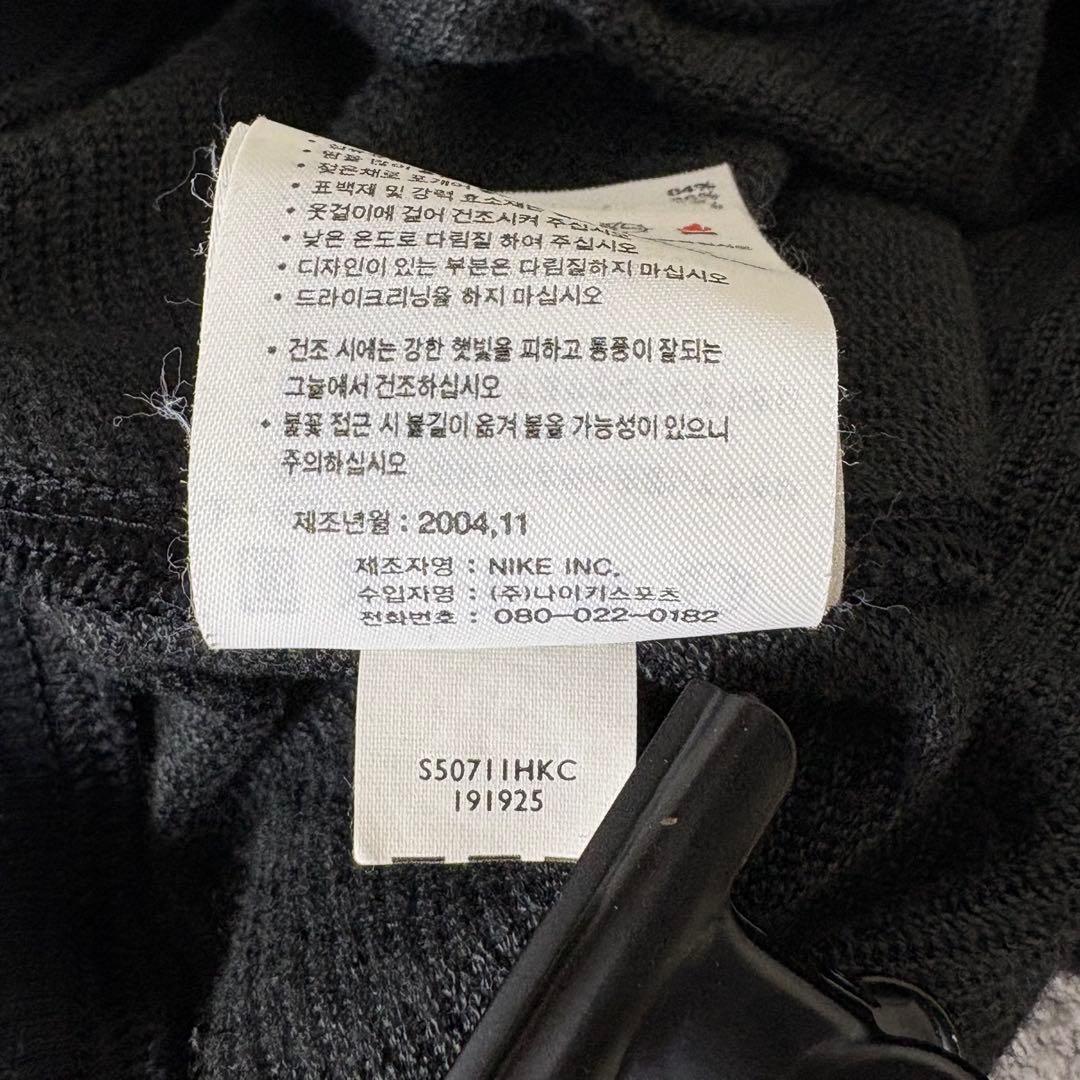 • 젖은채로 포개어
• 표백제 및 강력 효소제는
• 옷걸이에 걸어 건조시켜 주십시오
• 낮은 온도로 다림질 하여 주십시오
• 디자인이 있는 부분은 다림질하지 마십시오
• 드라이크리닝을 하지 마십시오
• 건조 시에는 강한 햇빛을 피하고 통풍이 잘되는
그늘에서 건조하십시오
• 불꽃 접근 시 불길이 옮겨 붙을 가능성이 있으니
주의하십시오
제조년월 : 2004,11
제조자명 : NIKE INC.
수입자명 : (주)나이키스포츠
전화번호 : 080-022-0182
S50711HKC
191925